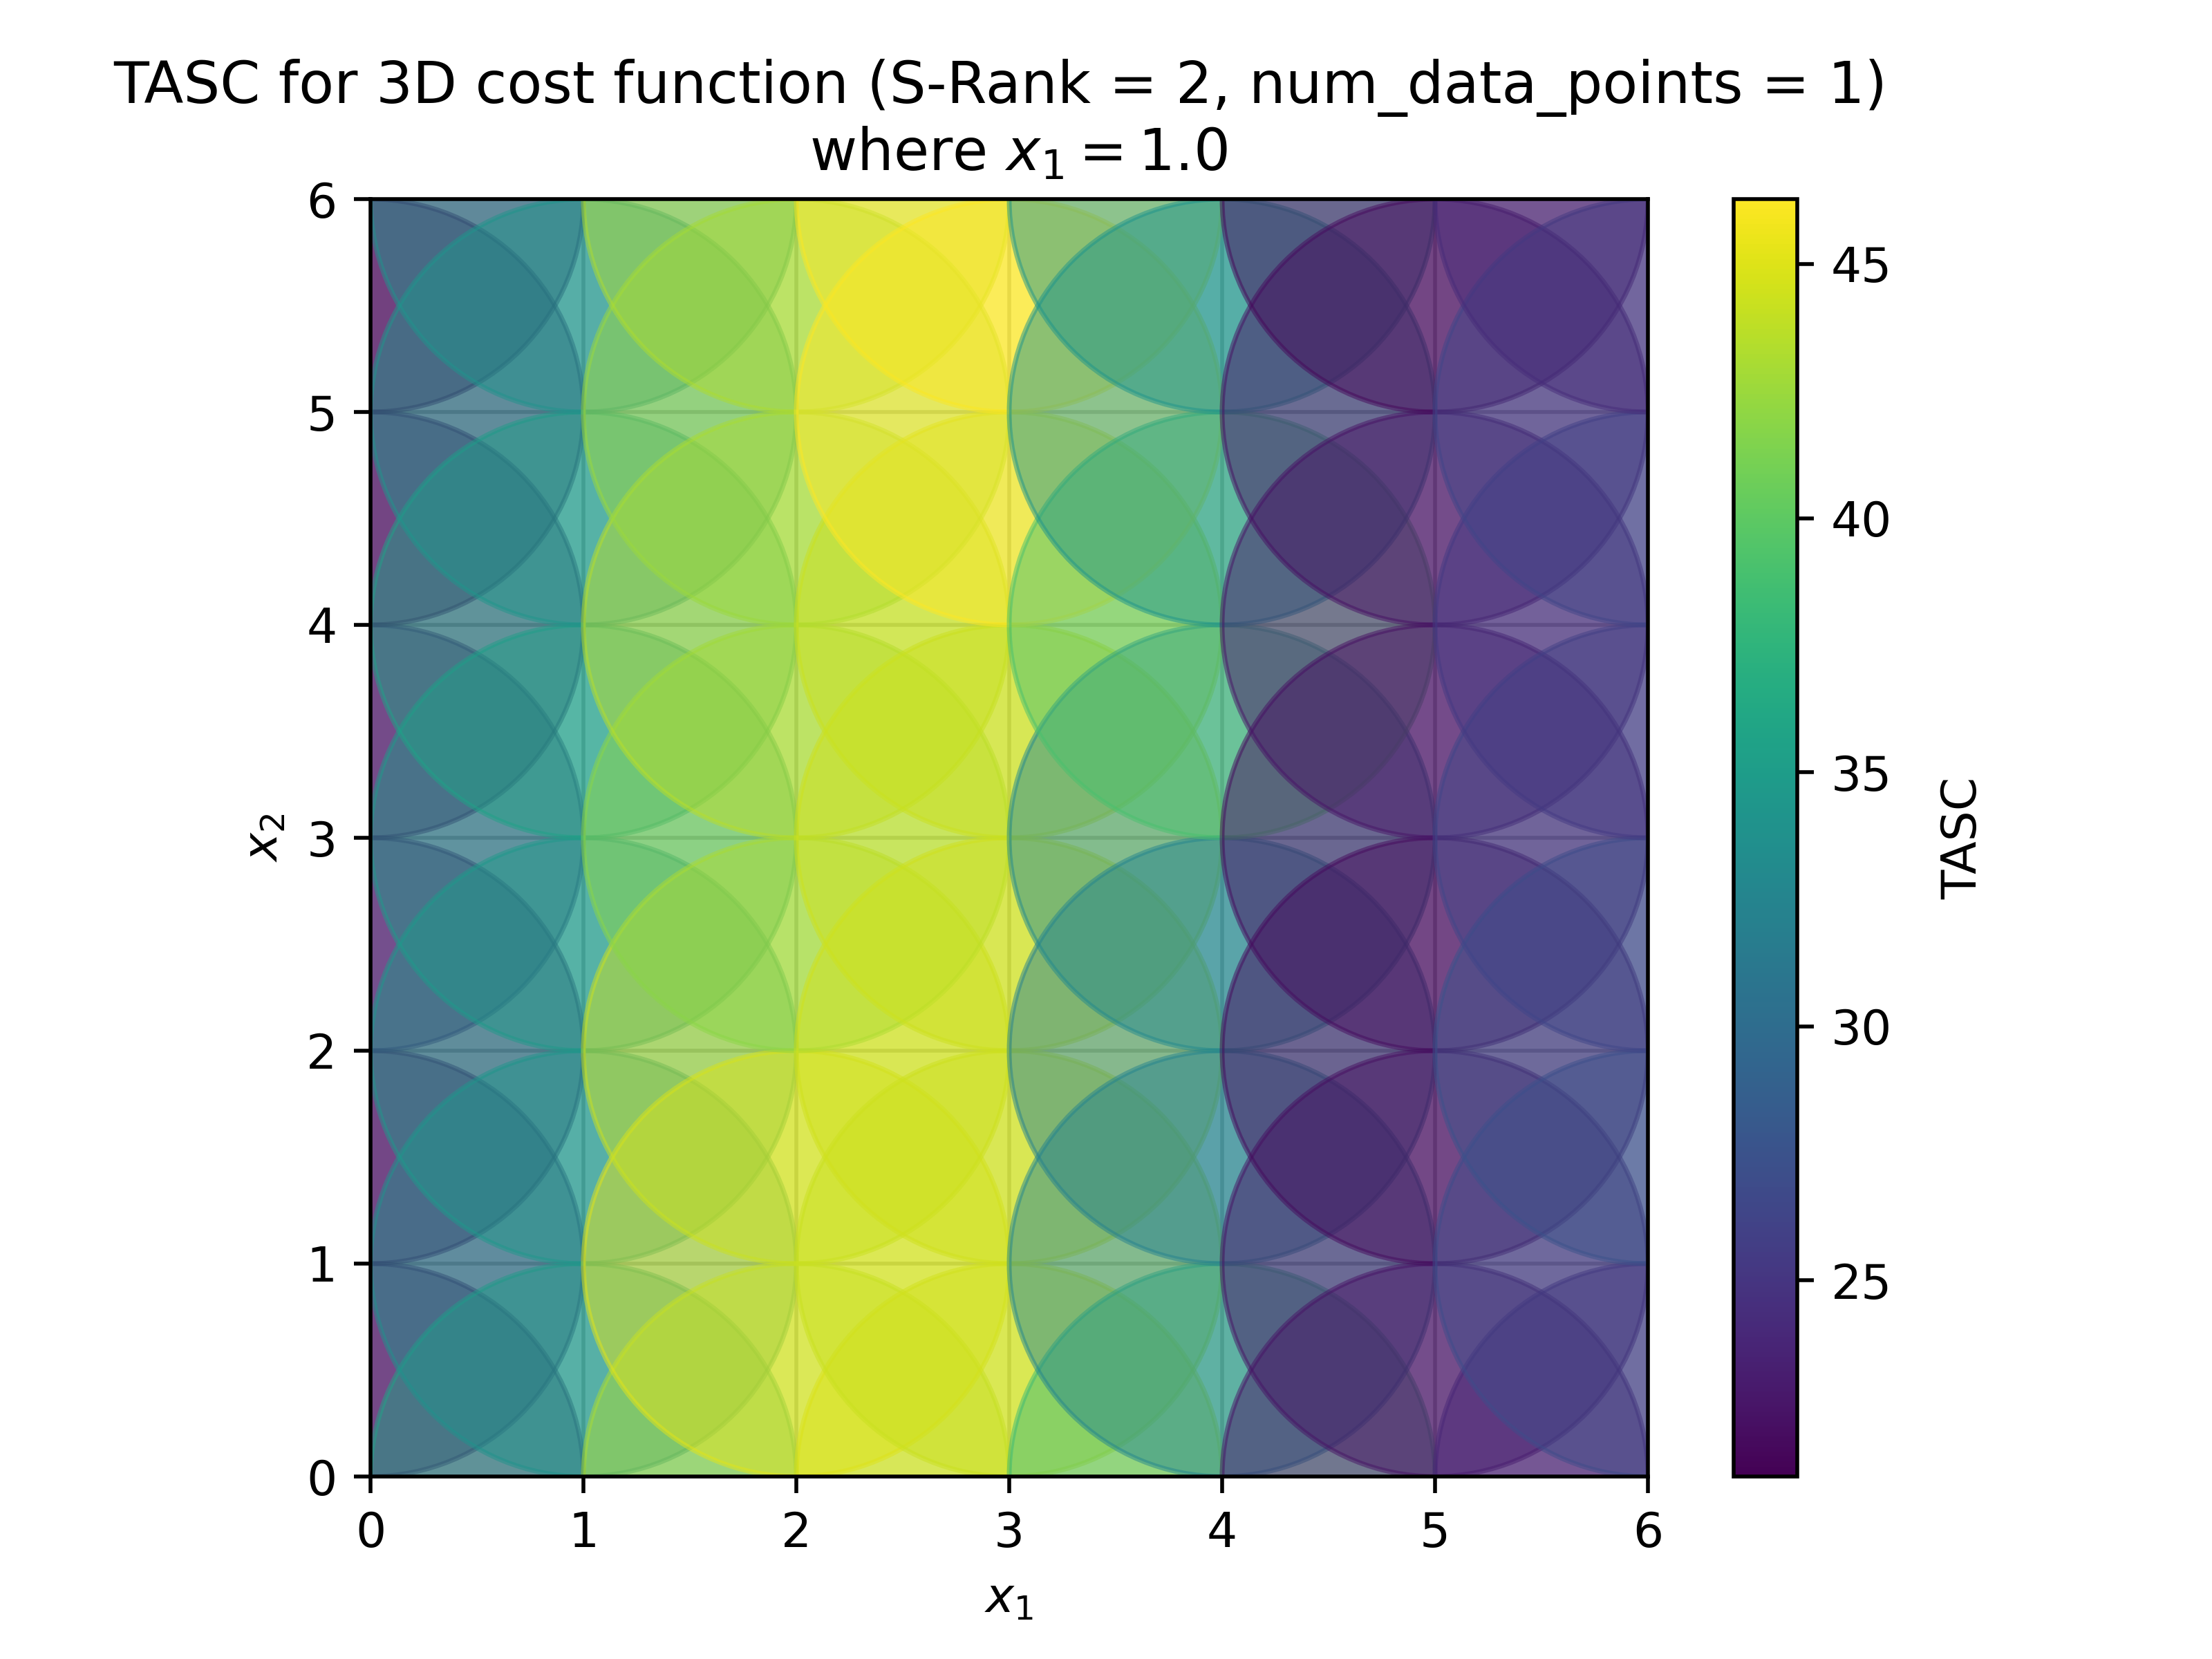 TASC for 3D cost function (S-Rank = 2, num_data_points = 1)
where x₁ = 1.0
6
5
4
3
2
1
0
x₂
0 1 2 3 4 5 6
x₁
45
40
35
30
25
TASC